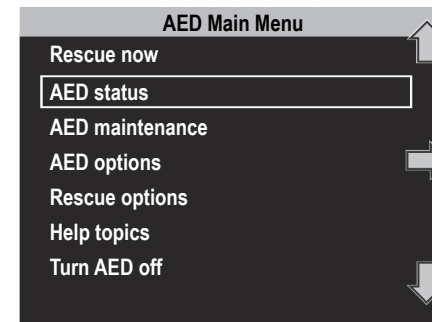 AED Main Menu
Rescue now
AED status
AED maintenance
AED options
Rescue options
Help topics
Turn AED off